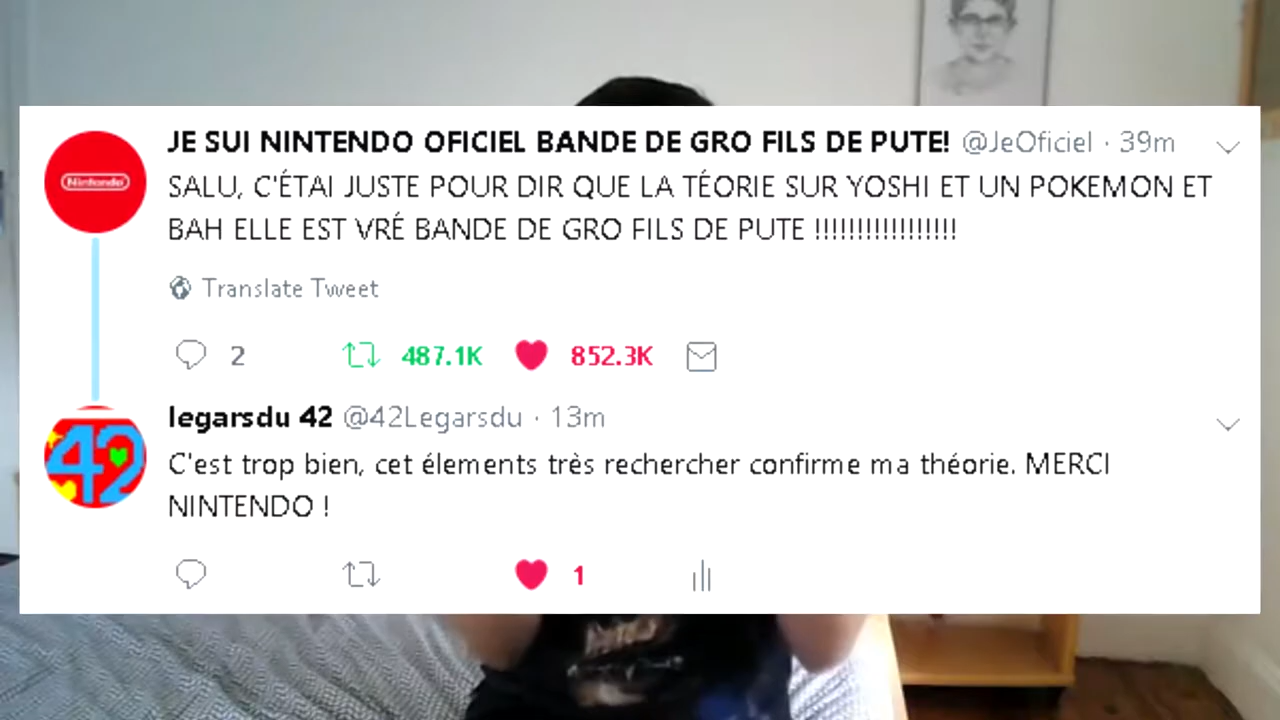 JE SUI NINTENDO OFICIEL BANDE DE GRO FILS DE PUTE! @JeOficiel · 39m
Nintendo
SALU, C'ÉTAI JUSTE POUR DIR QUE LA TÉORIE SUR YOSHI ET UN POKEMON ET
BAH ELLE EST VRÉ BANDE DE GRO FILS DE PUTE !!!!!!!!!!!!!!!!!
Translate Tweet
2 487.1K 852.3K
legarsdu 42 @42Legarsdu · 13m
42
C'est trop bien, cet élements très rechercher confirme ma théorie. MERCI
NINTENDO !
1